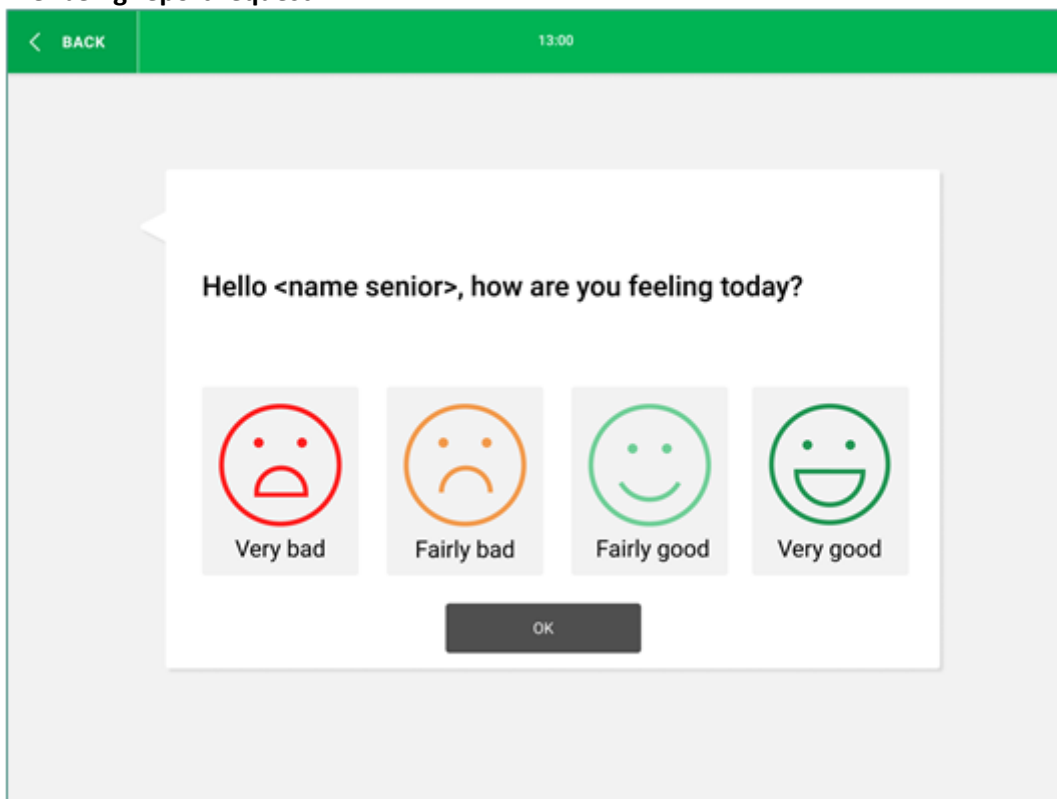 BACK
13:00
Hello <name senior>, how are you feeling today?
Very bad
Fairly bad
Fairly good
Very good
OK